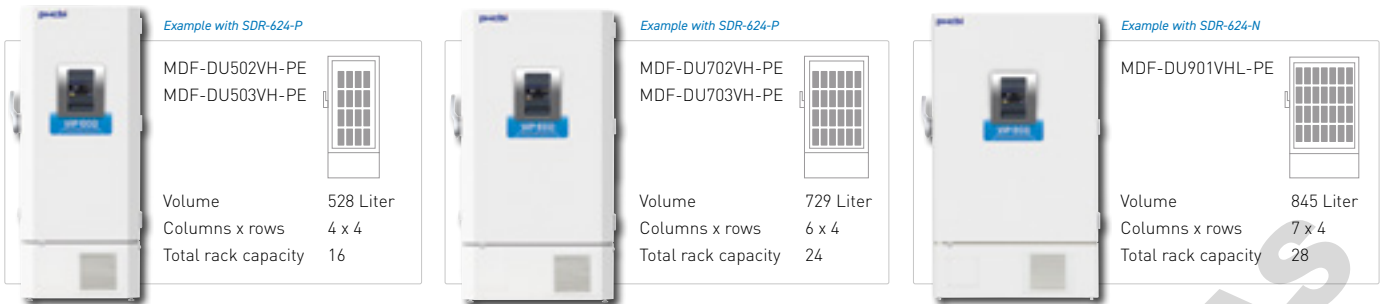 Example with SDR-624-P
MDF-DU502VH-PE
MDF-DU503VH-PE
Volume 528 Liter
Columns x rows 4 x 4
Total rack capacity 16
Example with SDR-624-P
MDF-DU702VH-PE
MDF-DU703VH-PE
Volume 729 Liter
Columns x rows 6 x 4
Total rack capacity 24
Example with SDR-624-N
MDF-DU901VHL-PE
Volume 845 Liter
Columns x rows 7 x 4
Total rack capacity 28